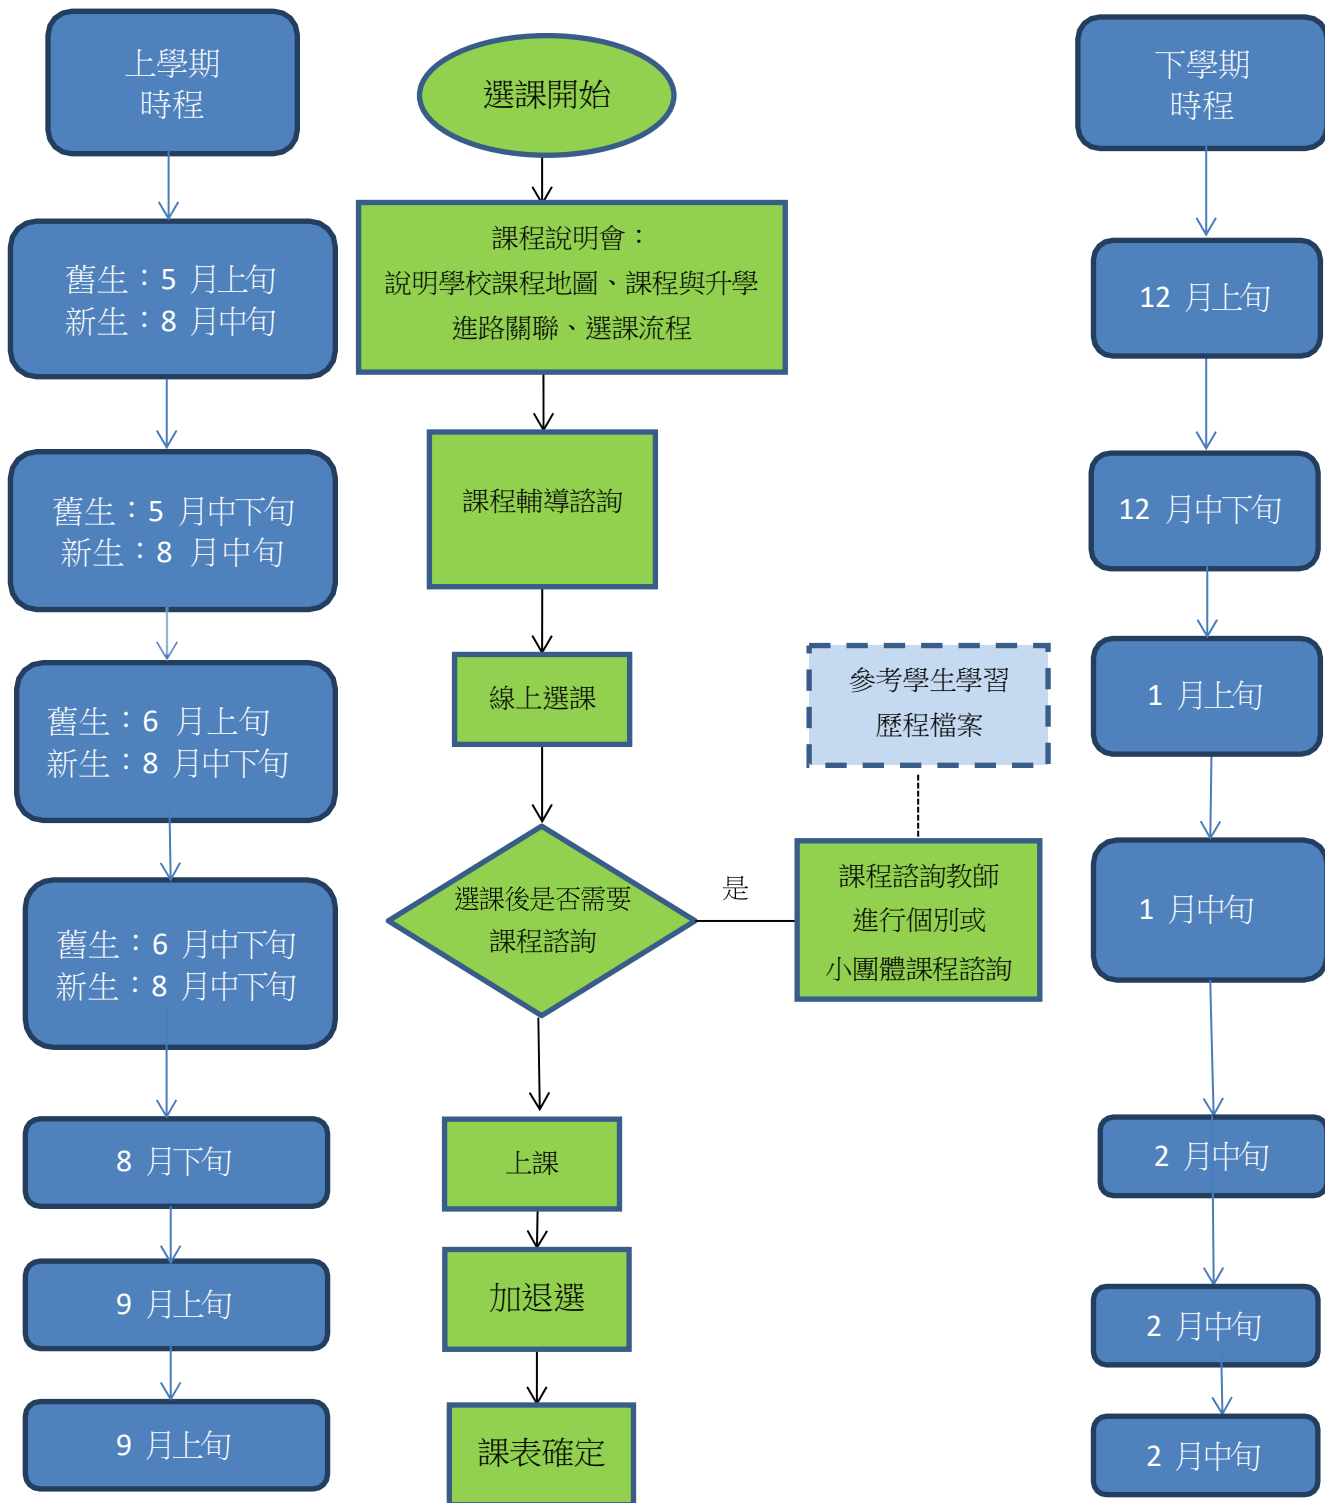 上學期
時程
舊生：5 月上旬
新生：8 月中旬
舊生：5 月中下旬
新生：8 月中旬
舊生：6 月上旬
新生：8 月中下旬
舊生：6 月中下旬
新生：8 月中下旬
8 月下旬
9 月上旬
9 月上旬
選課開始
課程說明會：
說明學校課程地圖、課程與升學
進路關聯、選課流程
課程輔導諮詢
線上選課
選課後是否需要
課程諮詢
是
參考學生學習
歷程檔案
課程諮詢教師
進行個別或
小團體課程諮詢
上課
加退選
課表確定
下學期
時程
12 月上旬
12 月中下旬
1 月上旬
1 月中旬
2 月中旬
2 月中旬
2 月中旬